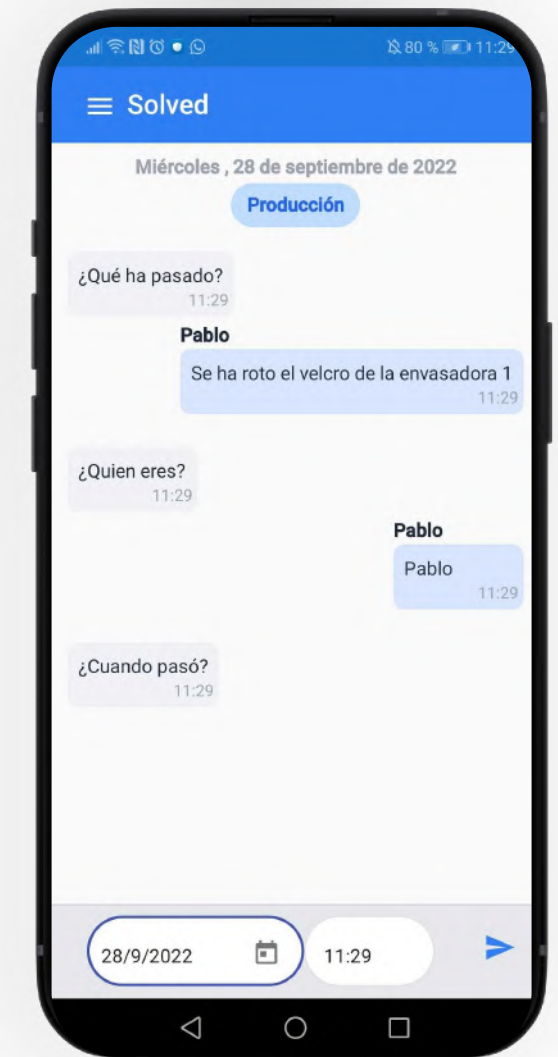 80 % 11:29
Solved
Miércoles , 28 de septiembre de 2022
Producción
¿Qué ha pasado?
11:29
Pablo
Se ha roto el velcro de la envasadora 1
11:29
¿Quien eres?
11:29
Pablo
Pablo
11:29
¿Cuando pasó?
11:29
28/9/2022 11:29